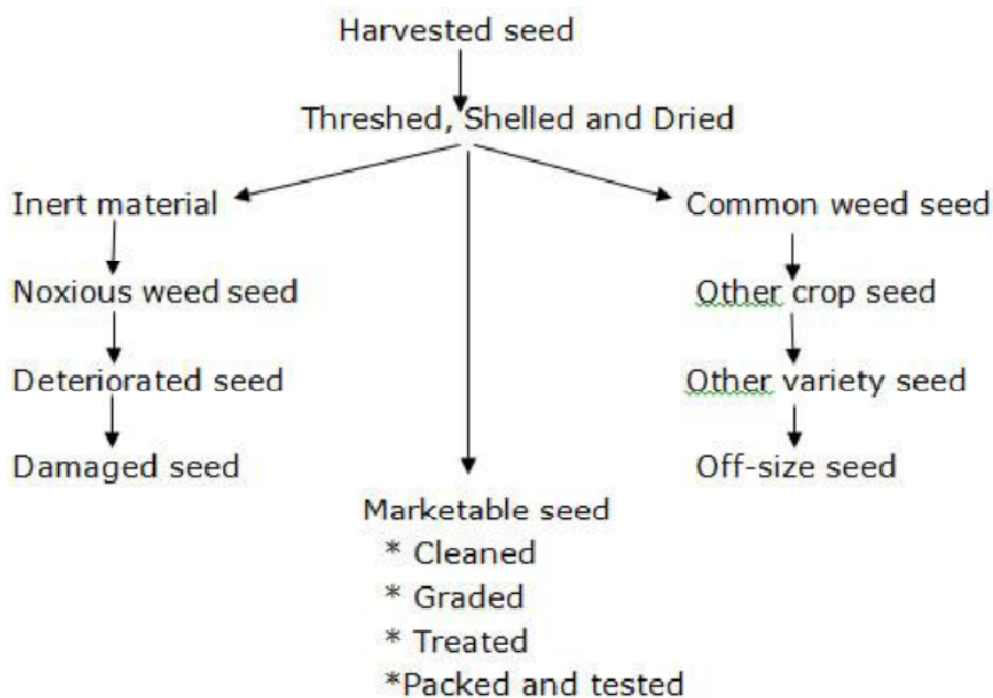 Harvested seed
Threshed, Shelled and Dried
Inert material
Common weed seed
Noxious weed seed
Other crop seed
Deteriorated seed
Other variety seed
Damaged seed
Off-size seed
Marketable seed
* Cleaned
* Graded
* Treated
*Packed and tested